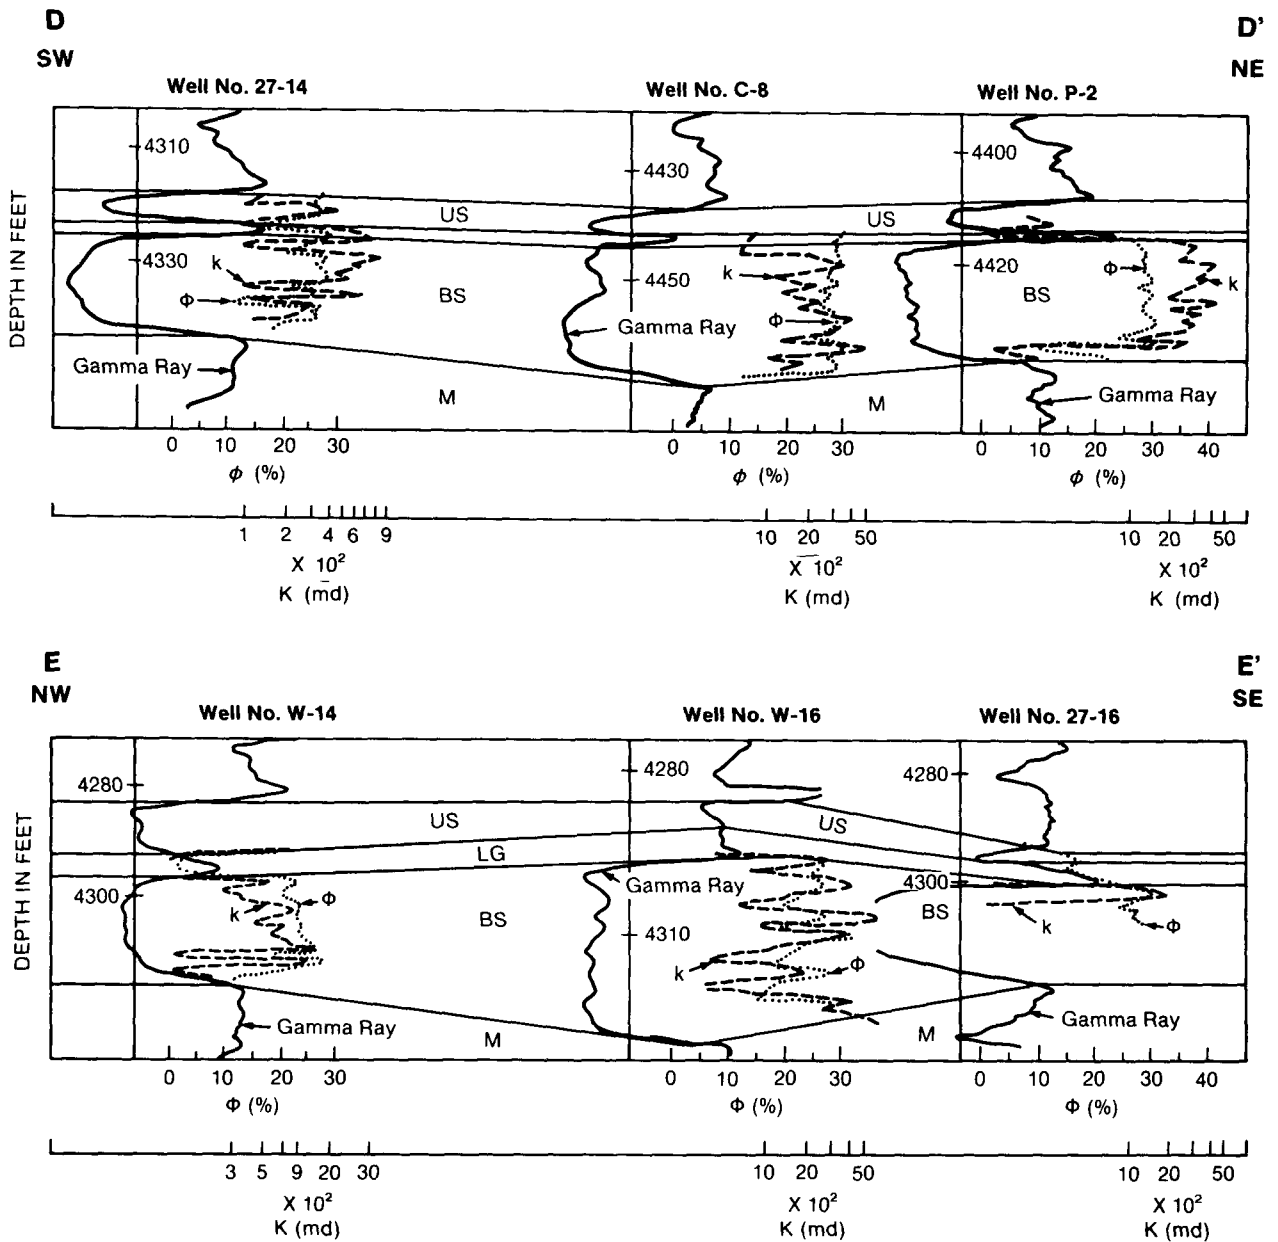 D
SW
D'
NE
Well No. 27-14
Well No. C-8
Well No. P-2
DEPTH IN FEET
4310
4330
4430
4450
4400
4420
US
US
BS
BS
M
M
k
Φ
Gamma Ray
k
Φ
Gamma Ray
Φ
k
Gamma Ray
0 10 20 30
ϕ (%)
0 10 20 30
ϕ (%)
0 10 20 30 40
ϕ (%)
1 2 4 6 9
X 10²
K (md)
10 20 50
X 10²
K (md)
10 20 50
X 10²
K (md)
E
NW
E'
SE
Well No. W-14
Well No. W-16
Well No. 27-16
DEPTH IN FEET
4280
4300
4280
4310
4280
4300
US
US
LG
BS
BS
M
M
k
Φ
Gamma Ray
Gamma Ray
k
Φ
k
Φ
Gamma Ray
0 10 20 30
Φ (%)
0 10 20 30
Φ (%)
0 10 20 30 40
Φ (%)
3 5 9 20 30
X 10²
K (md)
10 20 50
X 10²
K (md)
10 20 50
X 10²
K (md)